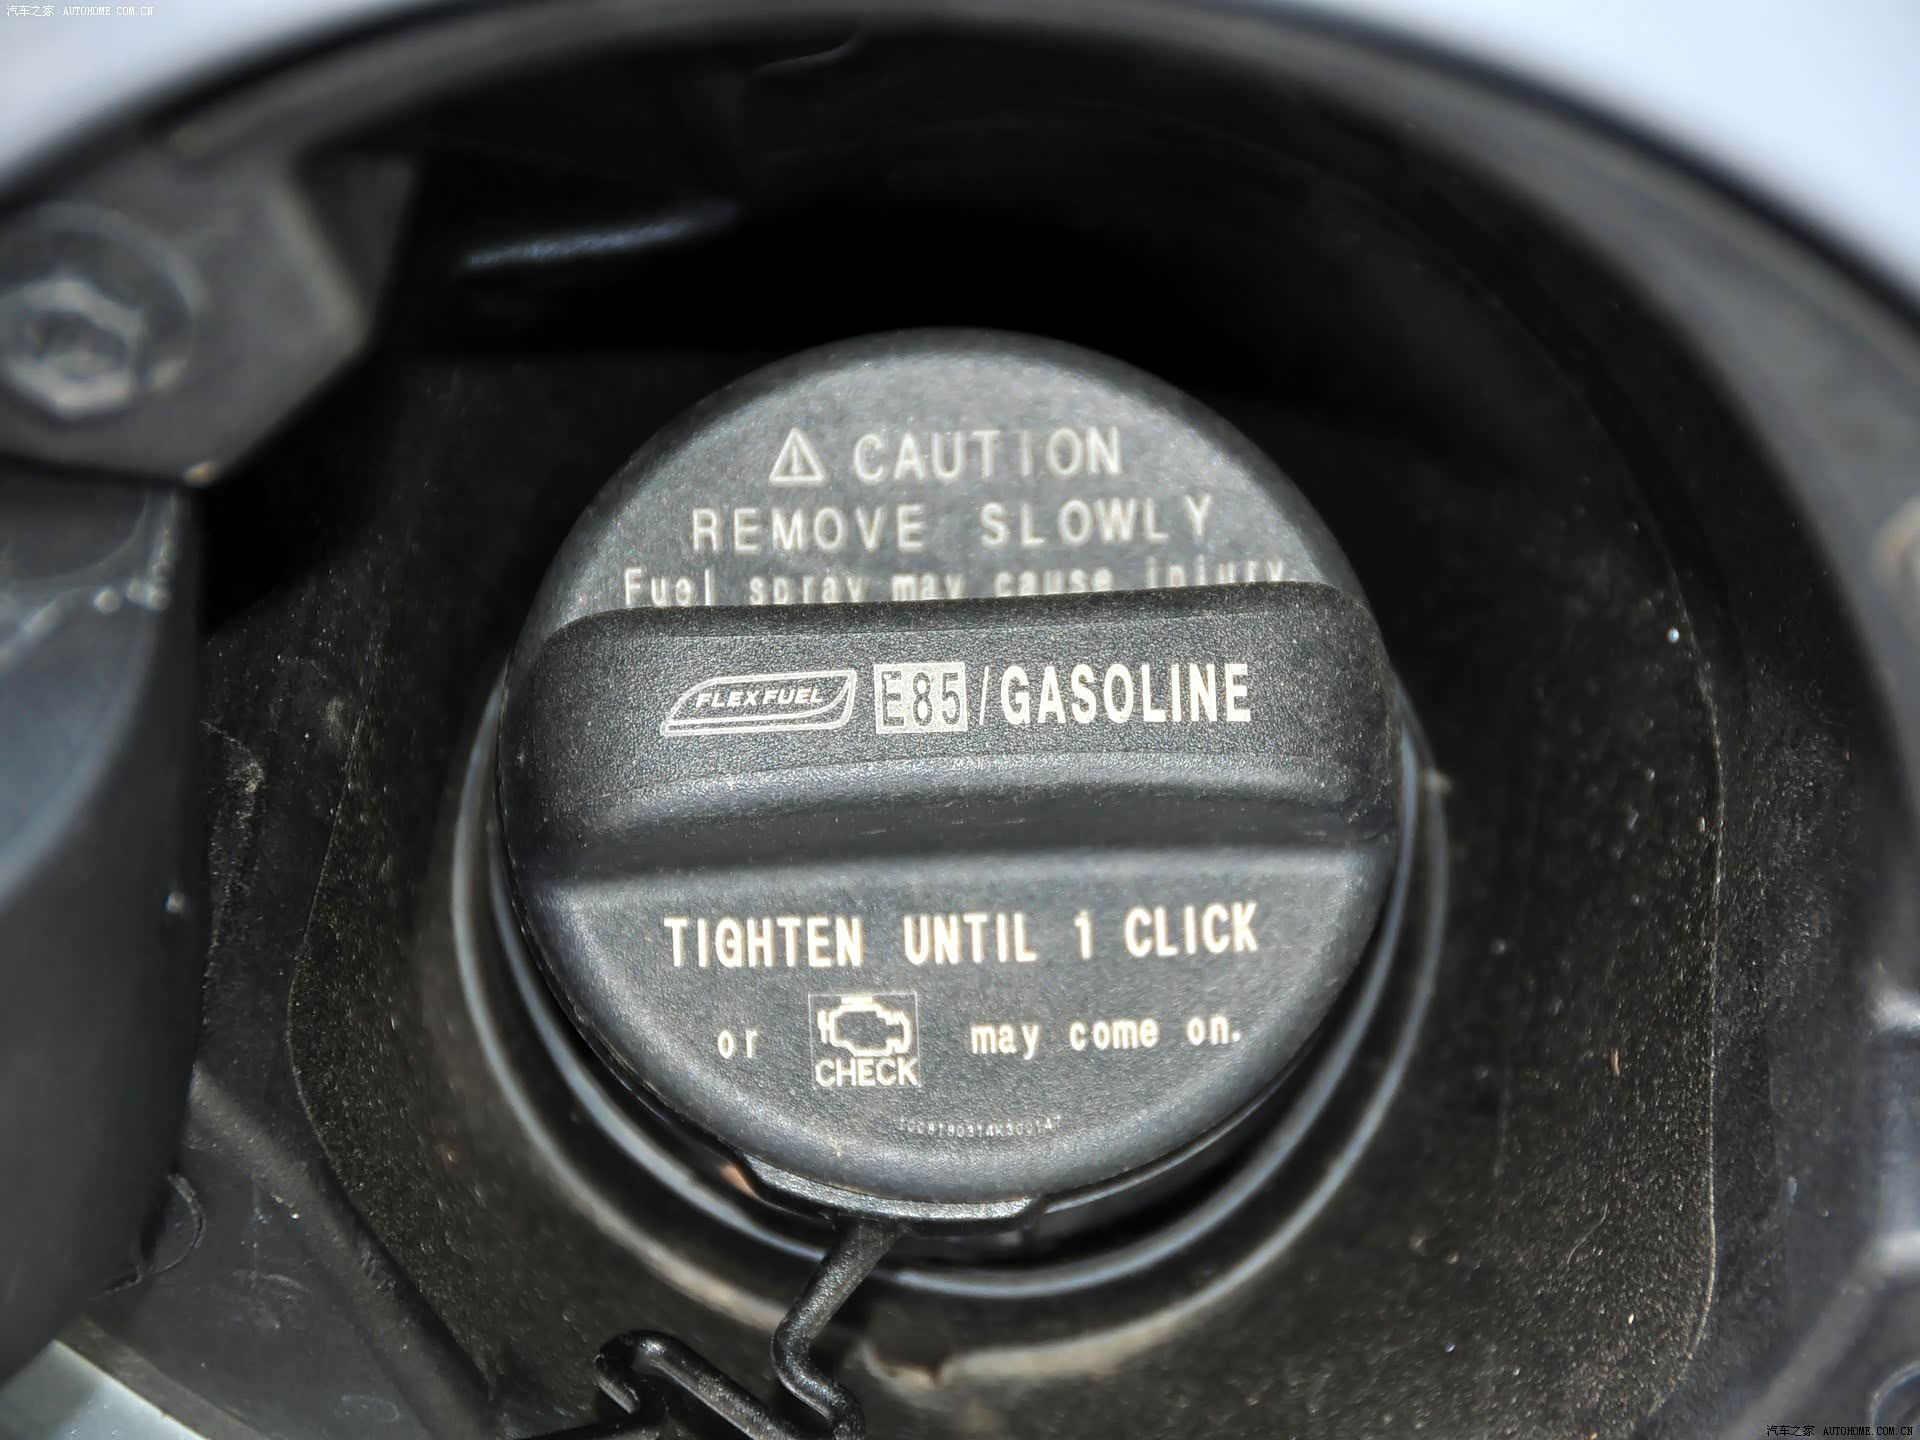 汽车之家 AUTOHOME.COM.CN
CAUTION
REMOVE SLOWLY
Fuel spray may cause injury
FLEXFUEL E85/GASOLINE
TIGHTEN UNTIL 1 CLICK
or CHECK may come on.
汽车之家 AUTOHOME.COM.CN